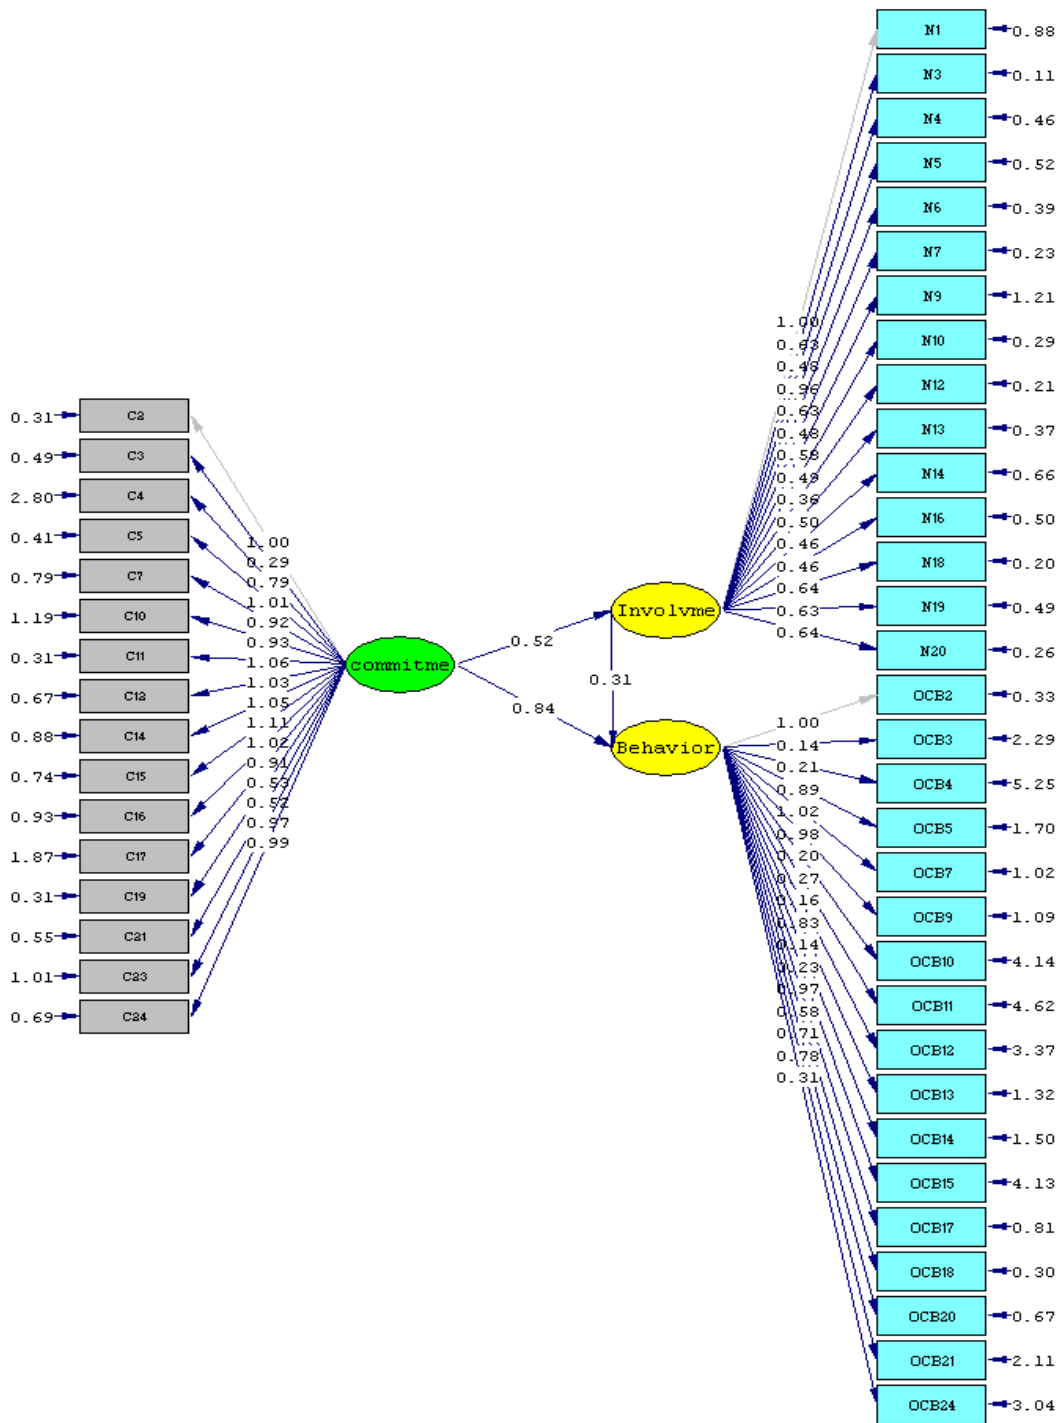 N1 0.88
N3 0.11
N4 0.46
N5 0.52
N6 0.39
N7 0.23
N9 1.21
N10 0.29
N12 0.21
N13 0.37
N14 0.66
N16 0.50
N18 0.20
N19 0.49
N20 0.26
1.00
0.63
0.48
0.96
0.63
0.48
0.58
0.49
0.36
0.50
0.46
0.46
0.64
0.63
0.64
0.31 C2
0.49 C3
2.80 C4
0.41 C5
0.79 C7
1.19 C10
0.31 C11
0.67 C12
0.88 C14
0.74 C15
0.93 C16
1.87 C17
0.31 C19
0.55 C21
1.01 C23
0.69 C24
1.00
0.29
0.79
1.01
0.92
0.93
1.06
1.03
1.05
1.11
1.02
0.91
0.53
0.52
0.97
0.99
commitme
0.52
0.84
Involvme
0.31
Behavior
1.00
0.14
0.21
0.89
1.02
0.98
0.20
0.27
0.16
0.83
0.14
0.23
0.97
0.58
0.71
0.78
0.31
OCB2 0.33
OCB3 2.29
OCB4 5.25
OCB5 1.70
OCB7 1.02
OCB9 1.09
OCB10 4.14
OCB11 4.62
OCB12 3.37
OCB13 1.32
OCB14 1.50
OCB15 4.13
OCB17 0.81
OCB18 0.30
OCB20 0.67
OCB21 2.11
OCB24 3.04